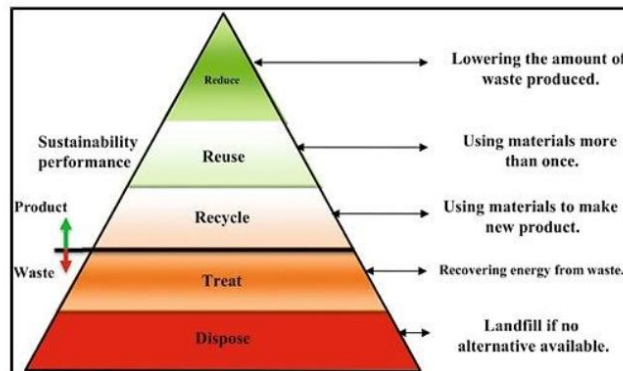 Reduce
Lowering the amount of
waste produced.
Sustainability
performance
Reuse
Using materials more
than once.
Product
Recycle
Using materials to make
new product.
Waste
Treat
Recovering energy from waste.
Dispose
Landfill if no
alternative available.